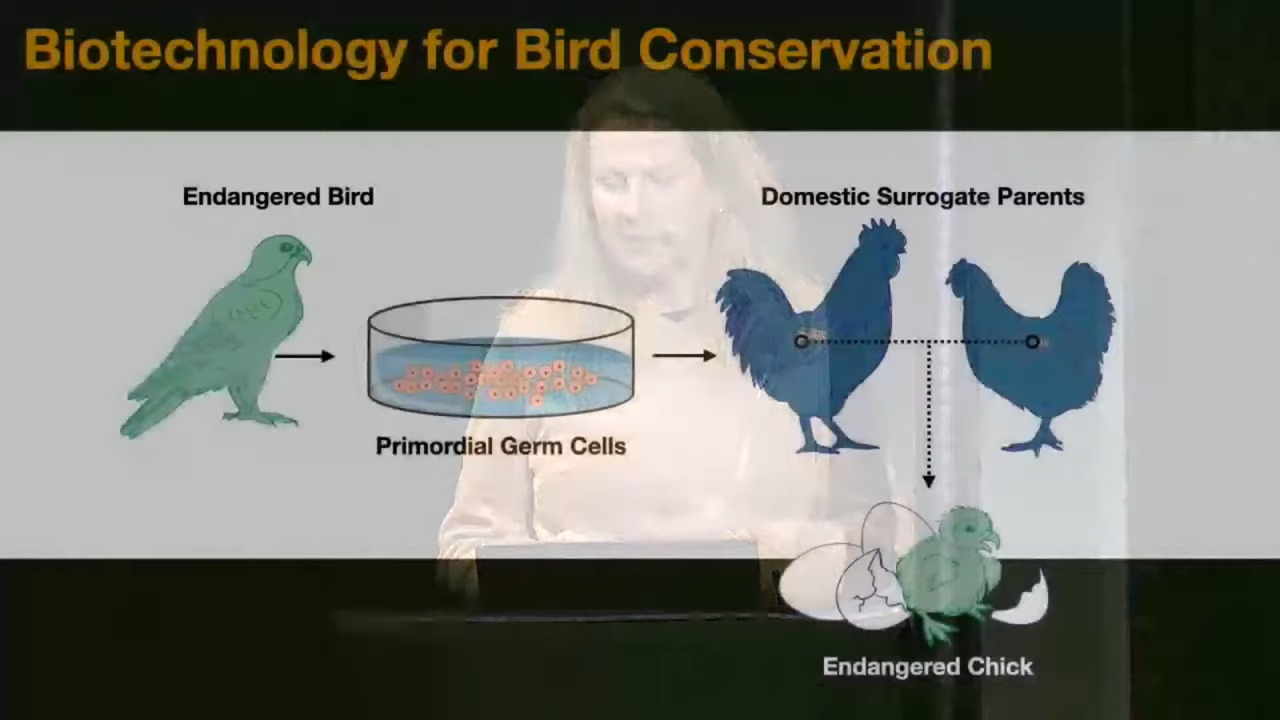 Biotechnology for Bird Conservation
Endangered Bird
Domestic Surrogate Parents
Primordial Germ Cells
Endangered Chick